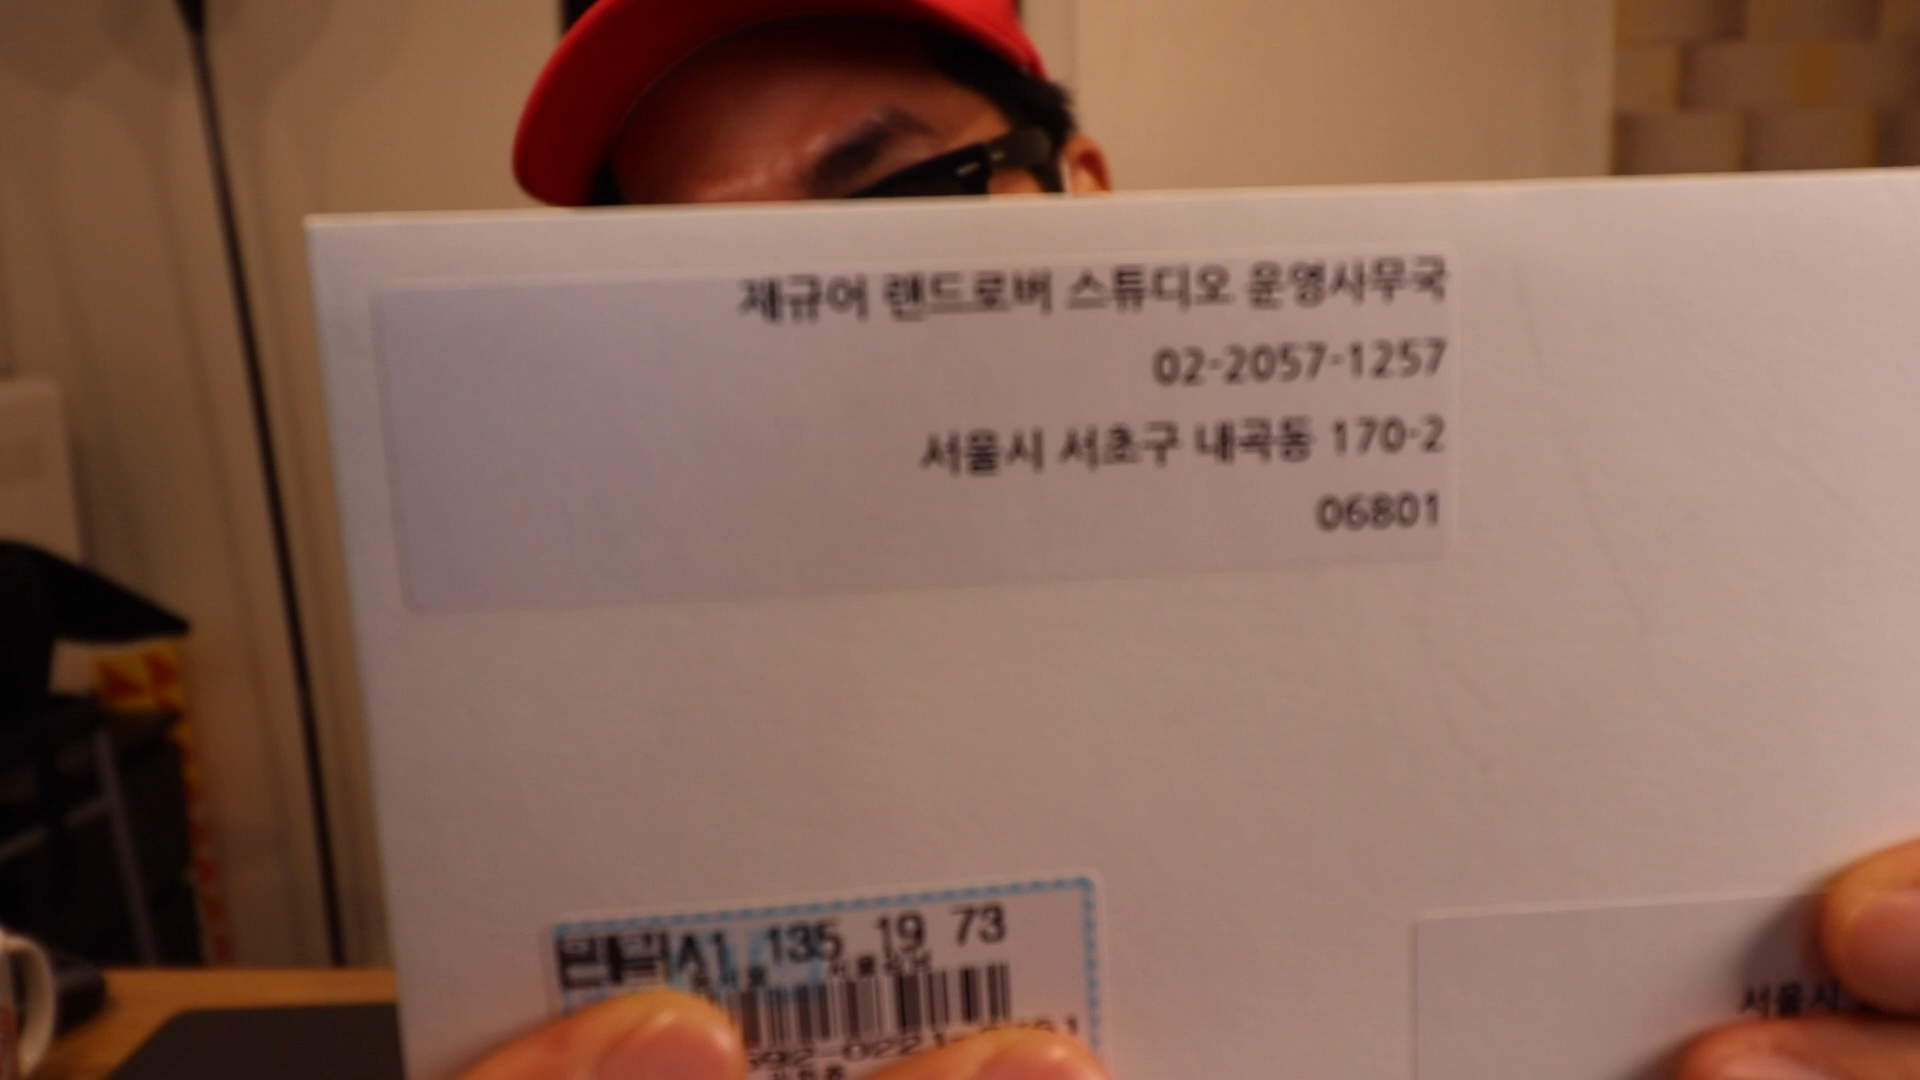 재규어 랜드로버 스튜디오 운영사무국
02-2057-1257
서울시 서초구 내곡동 170-2
06801
A1 135 19 73